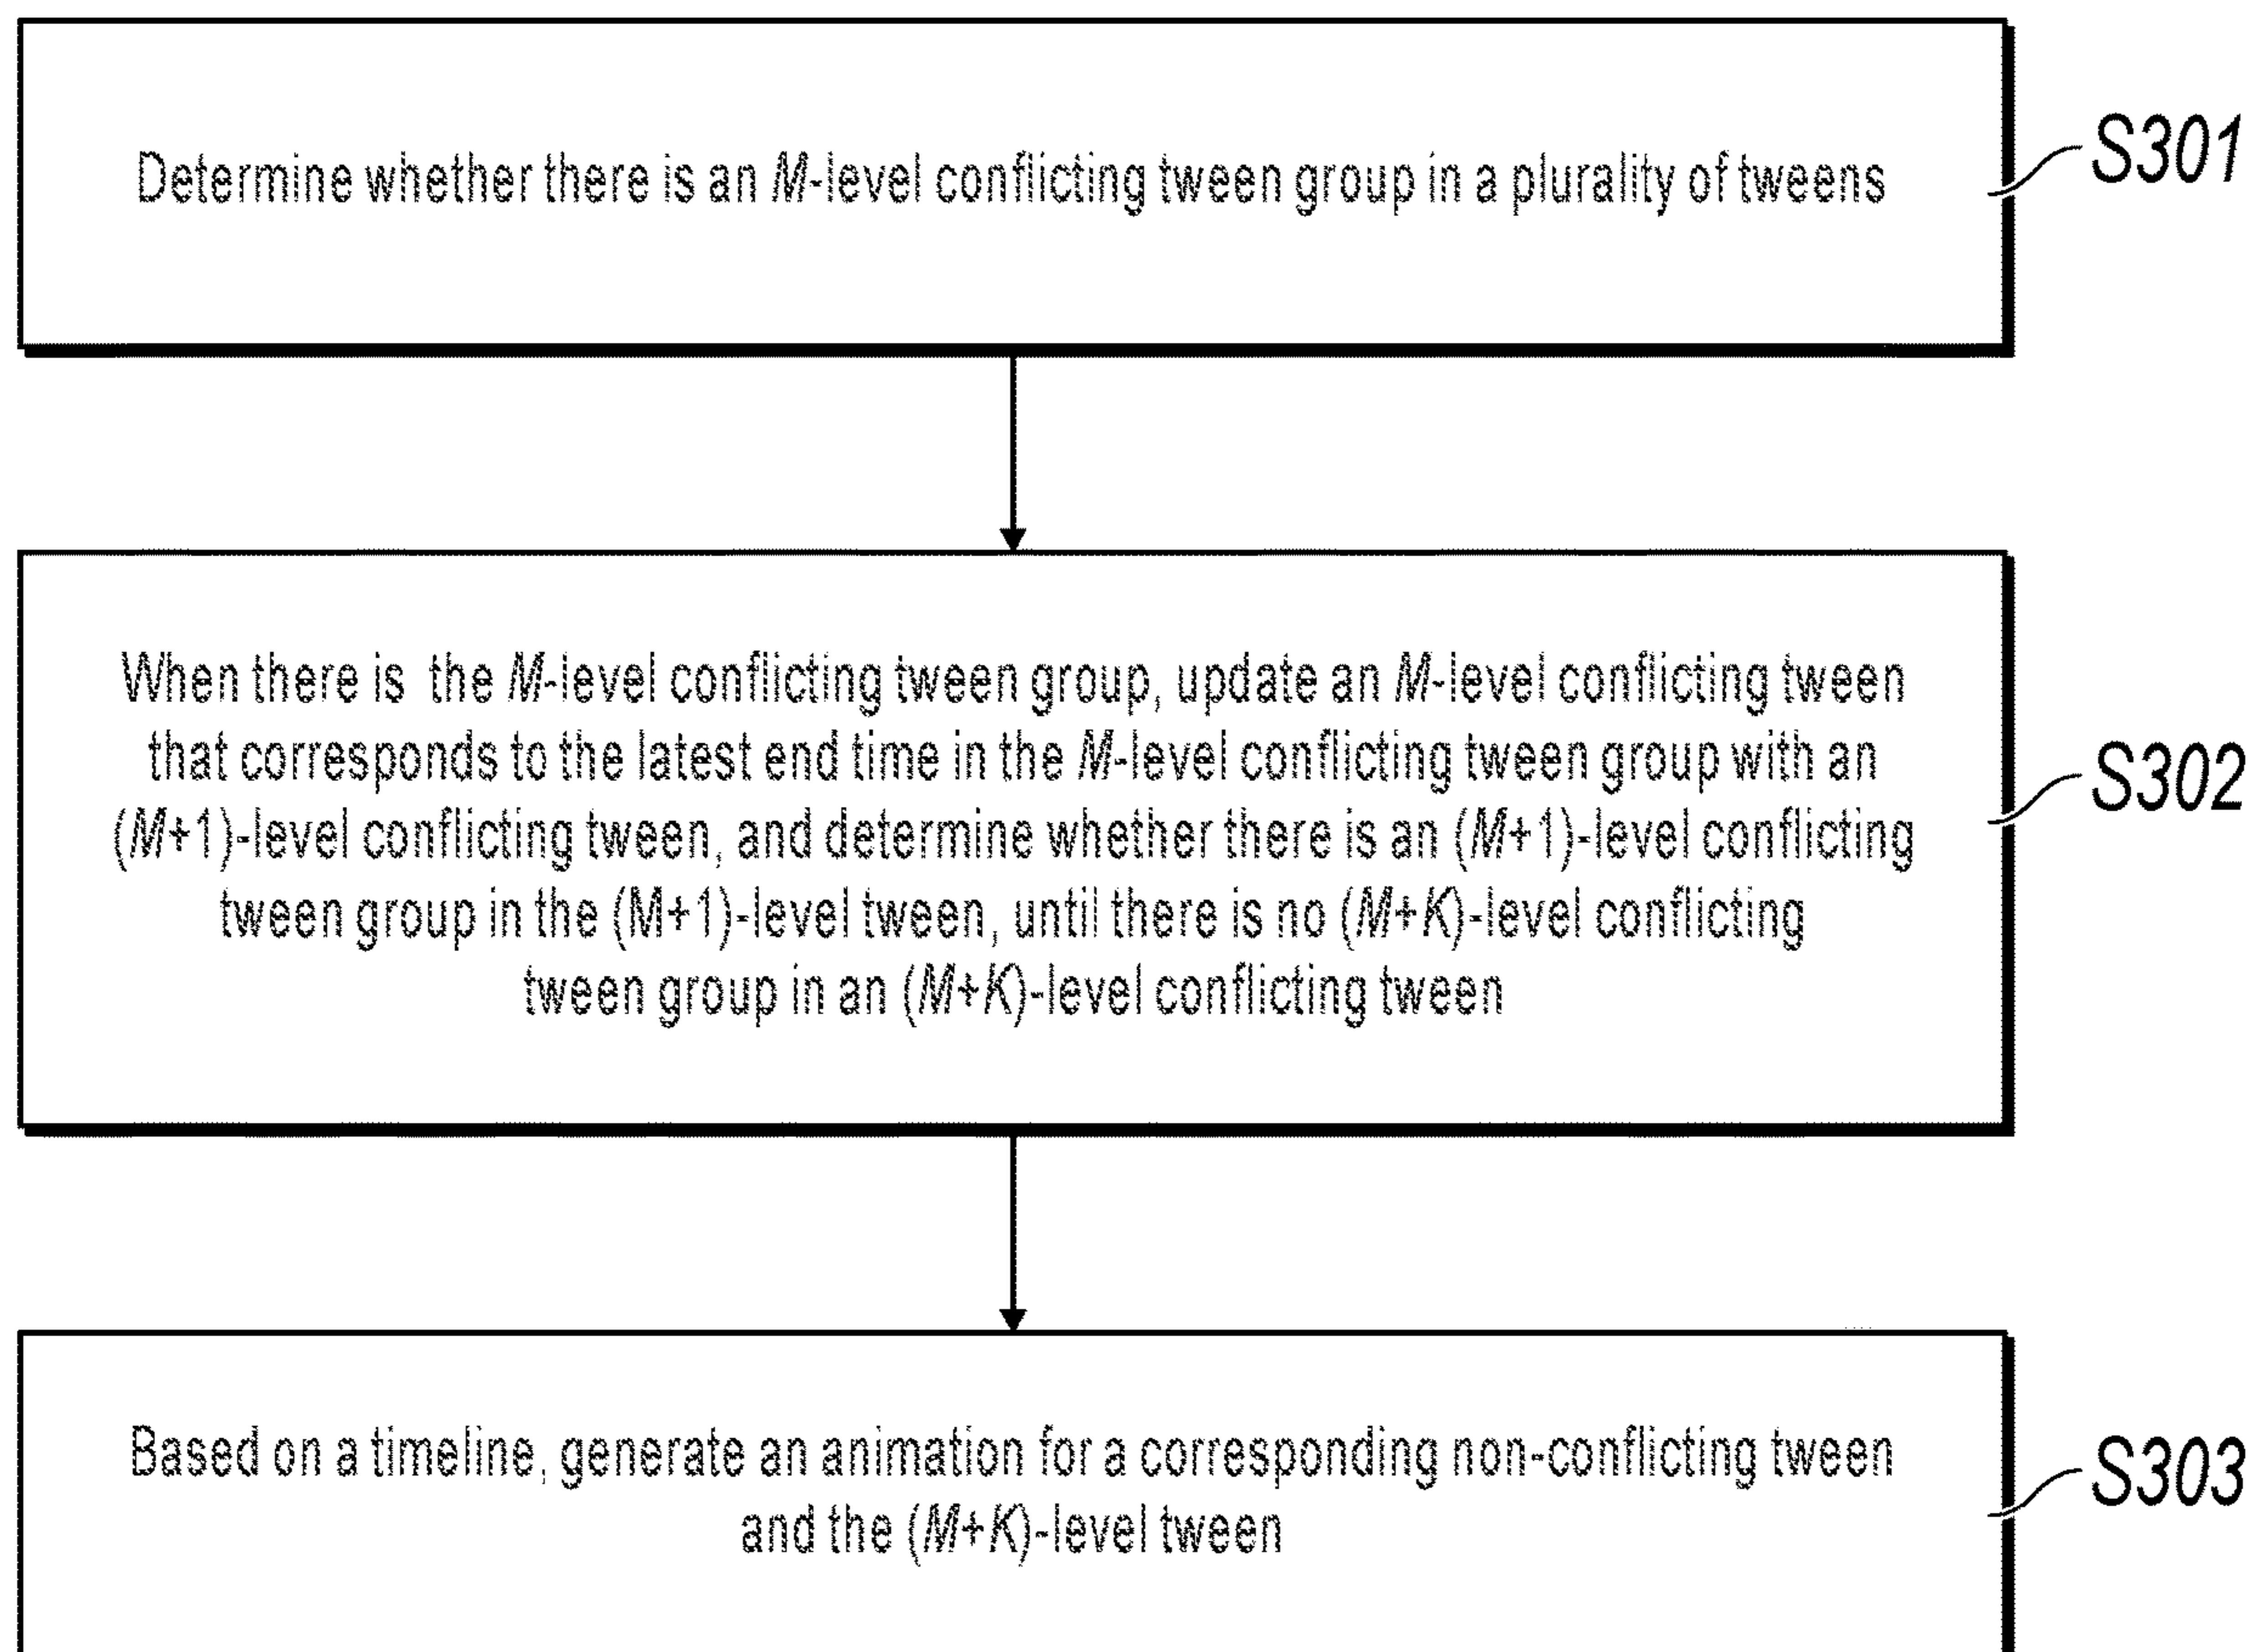 Determine whether there is an M-level conflicting tween group in a plurality of tweens
S301
When there is the M-level conflicting tween group, update an M-level conflicting tween
that corresponds to the latest end time in the M-level conflicting tween group with an
(M+1)-level conflicting tween, and determine whether there is an (M+1)-level conflicting
tween group in the (M+1)-level tween, until there is no (M+K)-level conflicting
tween group in an (M+K)-level conflicting tween
S302
Based on a timeline, generate an animation for a corresponding non-conflicting tween
and the (M+K)-level tween
S303